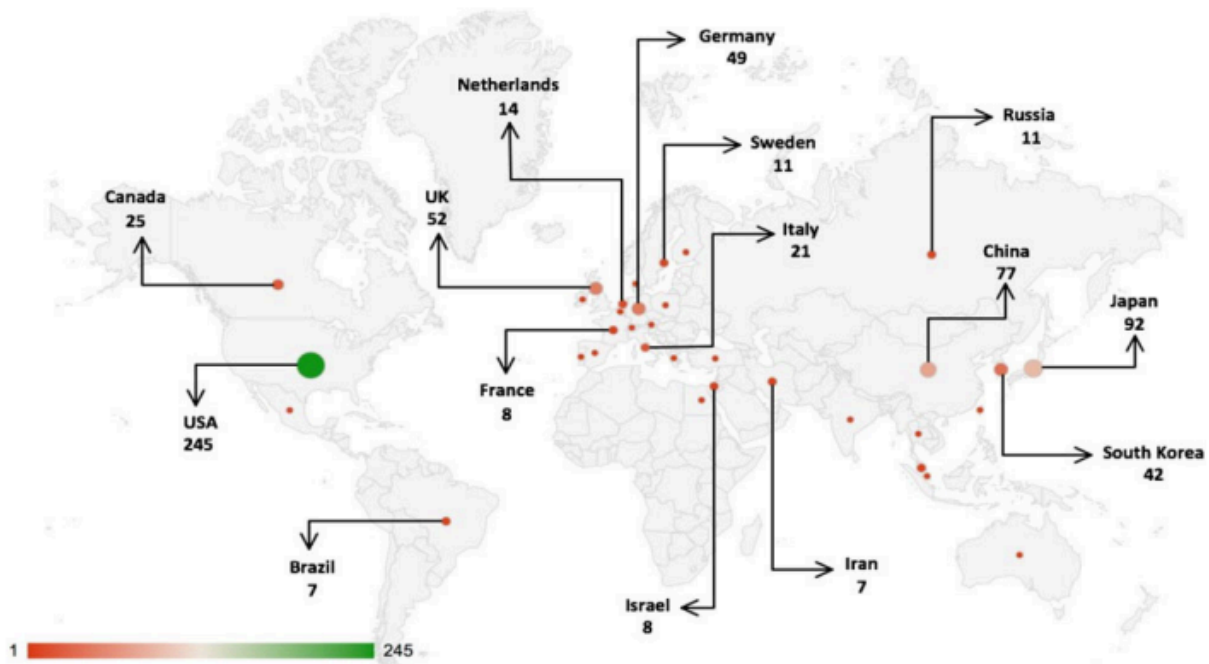 Germany
49
Netherlands
14
Russia
11
Sweden
11
Canada
25
UK
52
Italy
21
China
77
Japan
92
France
8
USA
245
South Korea
42
Brazil
7
Iran
7
Israel
8
1
245